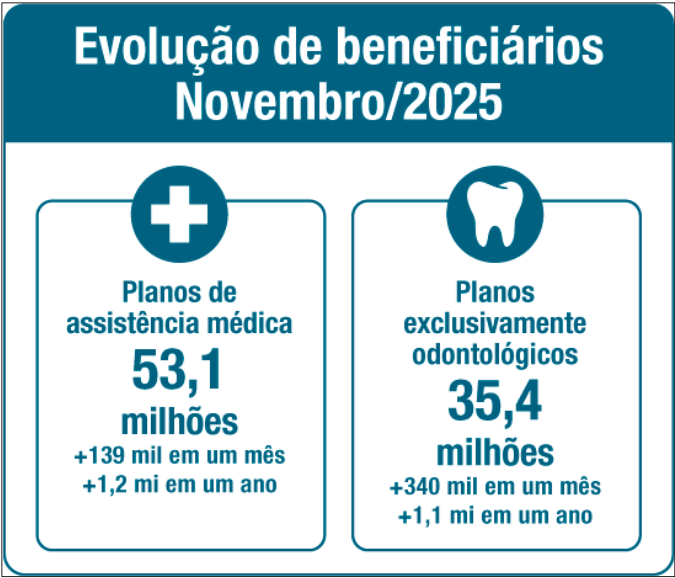 Evolução de beneficiários
Novembro/2025
Planos de
assistência médica
53,1
milhões
+139 mil em um mês
+1,2 mi em um ano
Planos
exclusivamente
odontológicos
35,4
milhões
+340 mil em um mês
+1,1 mi em um ano